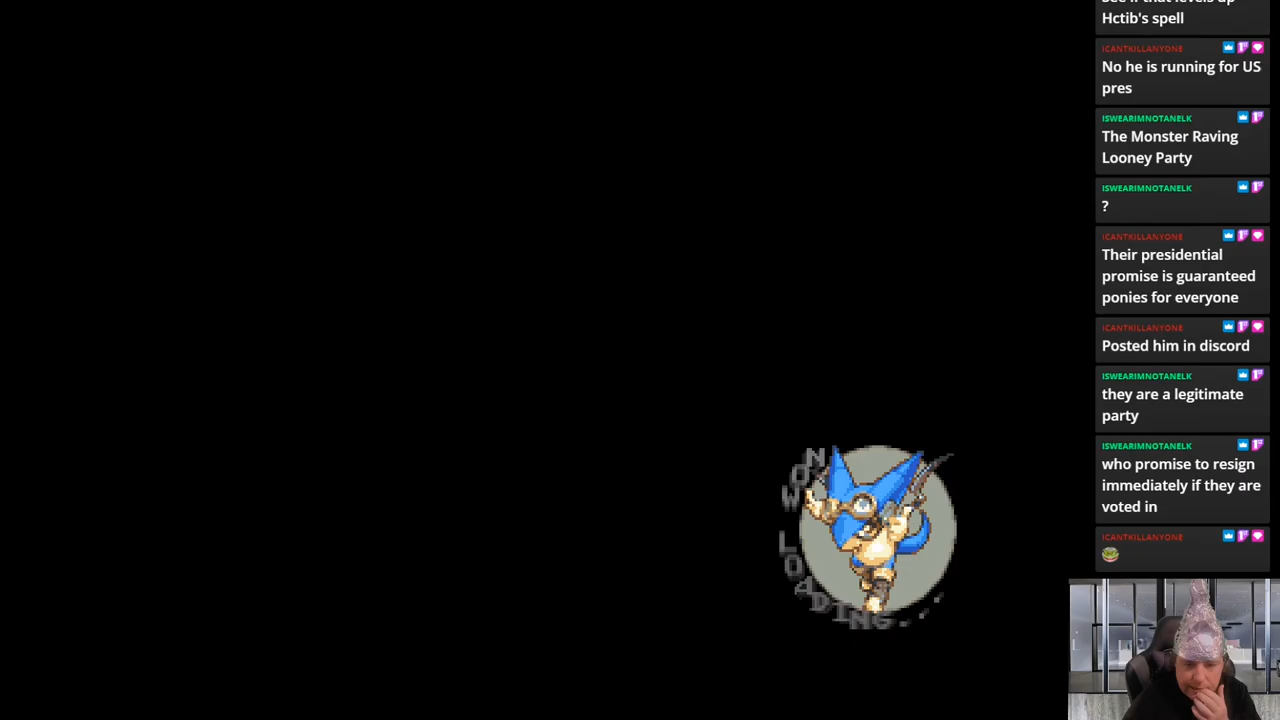 Hctib's spell
ICANTKILLANYONE
No he is running for US
pres
ISWEARIMNOTANELK
The Monster Raving
Looney Party
ISWEARIMNOTANELK
?
ICANTKILLANYONE
Their presidential
promise is guaranteed
ponies for everyone
ICANTKILLANYONE
Posted him in discord
ISWEARIMNOTANELK
they are a legitimate
party
ISWEARIMNOTANELK
who promise to resign
immediately if they are
voted in
ICANTKILLANYONE
NOW LOADING...